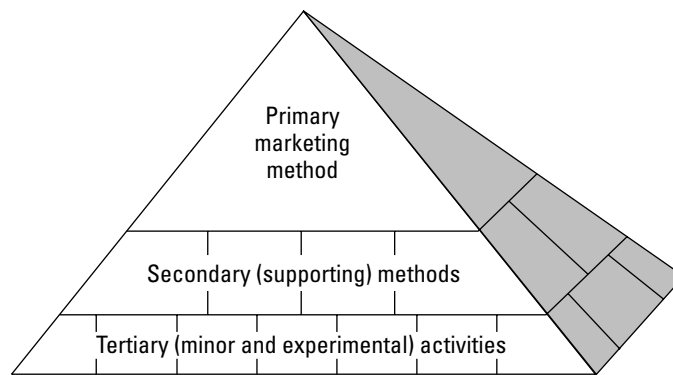 Primary
marketing
method
Secondary (supporting) methods
Tertiary (minor and experimental) activities